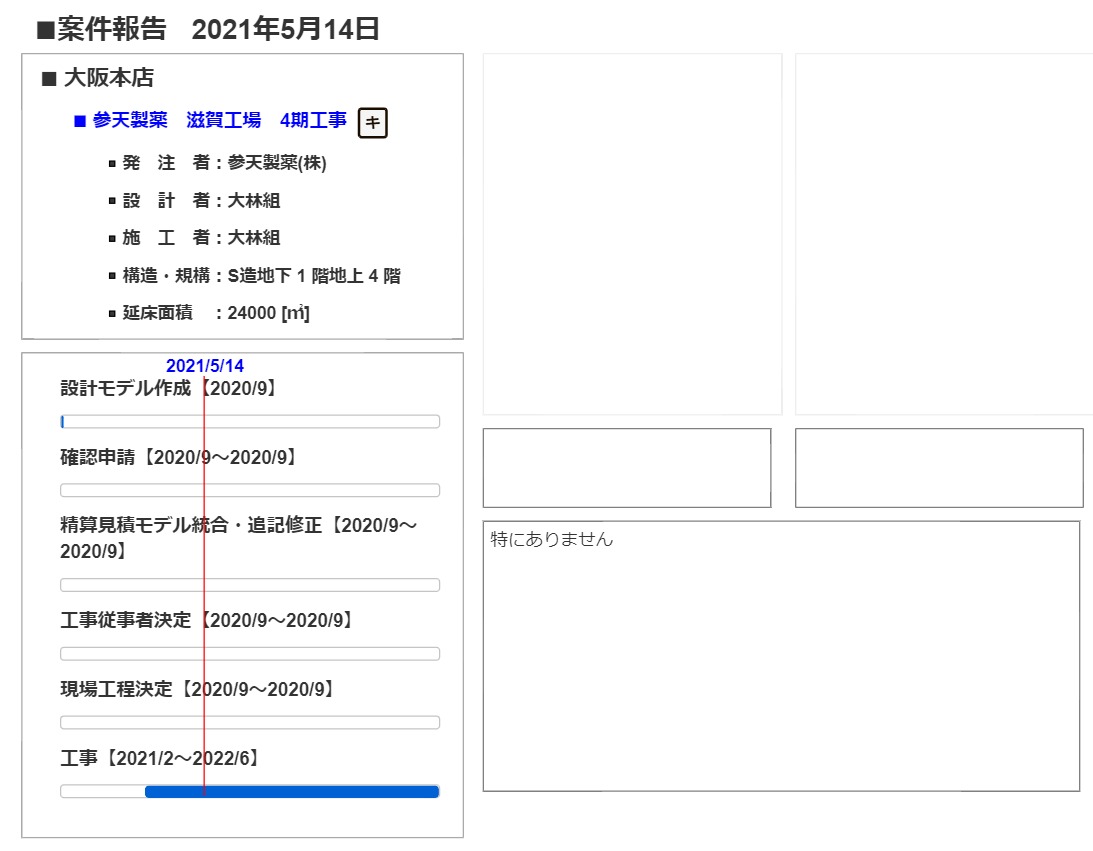 ■案件報告 2021年5月14日
■ 大阪本店
■ 参天製薬 滋賀工場 4期工事 キ
発 注 者：参天製薬(株)
設 計 者：大林組
施 工 者：大林組
構造・規構：S造地下 1 階地上 4 階
延床面積 ：24000 [㎡]
2021/5/14
設計モデル作成【2020/9】
確認申請【2020/9～2020/9】
精算見積モデル統合・追記修正【2020/9～
2020/9】
工事従事者決定【2020/9～2020/9】
現場工程決定【2020/9～2020/9】
工事【2021/2～2022/6】
特にありません